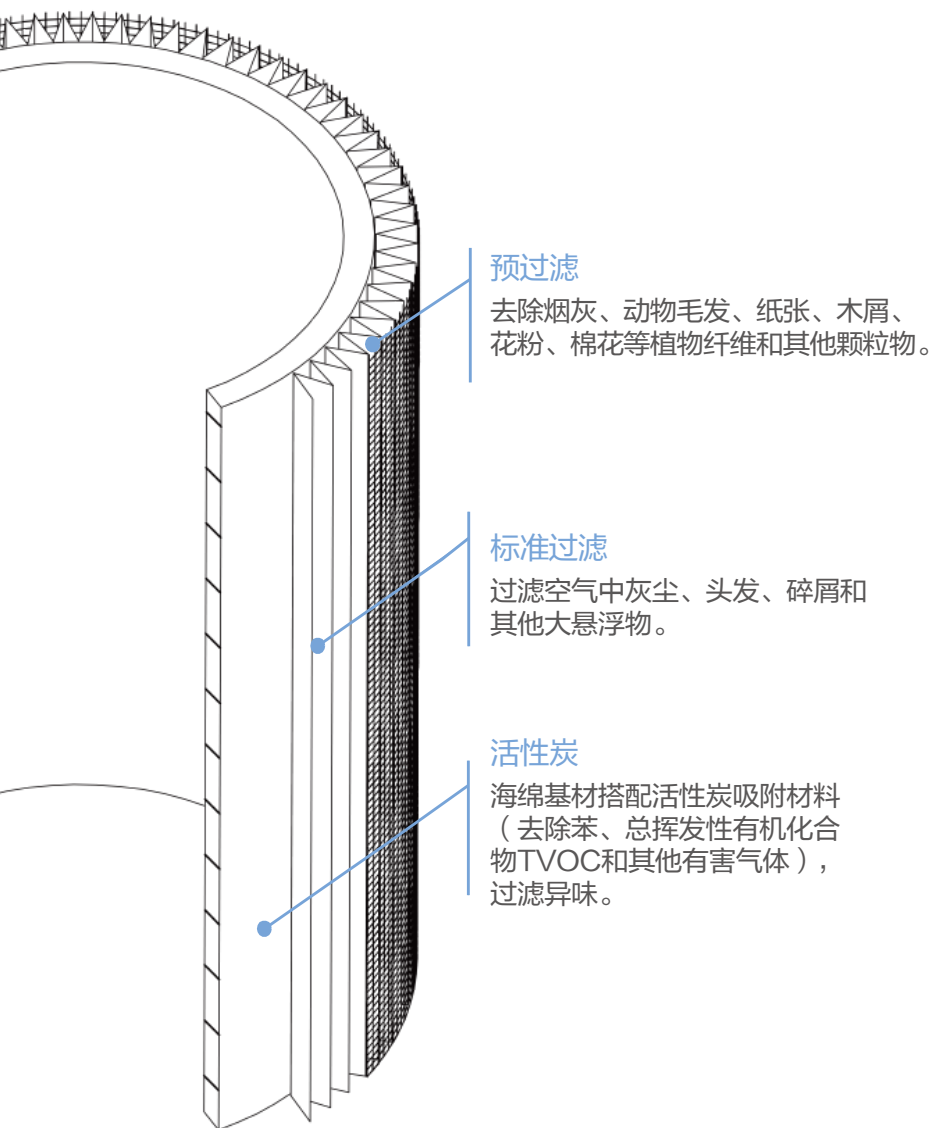 预过滤
去除烟灰、动物毛发、纸张、木屑、
花粉、棉花等植物纤维和其他颗粒物。
标准过滤
过滤空气中灰尘、头发、碎屑和
其他大悬浮物。
活性炭
海绵基材搭配活性炭吸附材料
（去除苯、总挥发性有机化合
物TVOC和其他有害气体），
过滤异味。